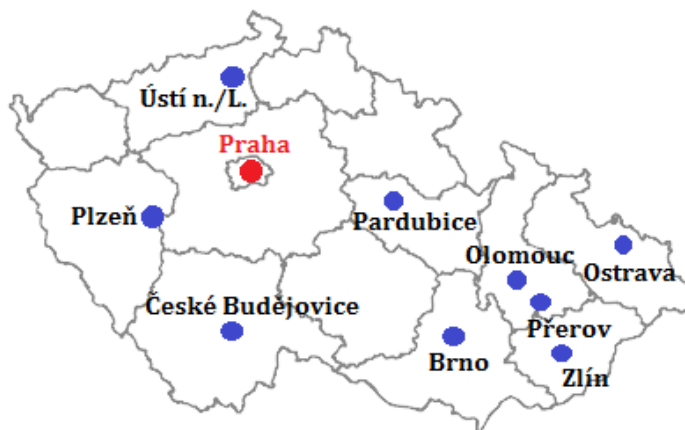 Ústí n./L.
Praha
Plzeň
Pardubice
Olomouc
Ostrava
České Budějovice
Přerov
Brno
Zlín